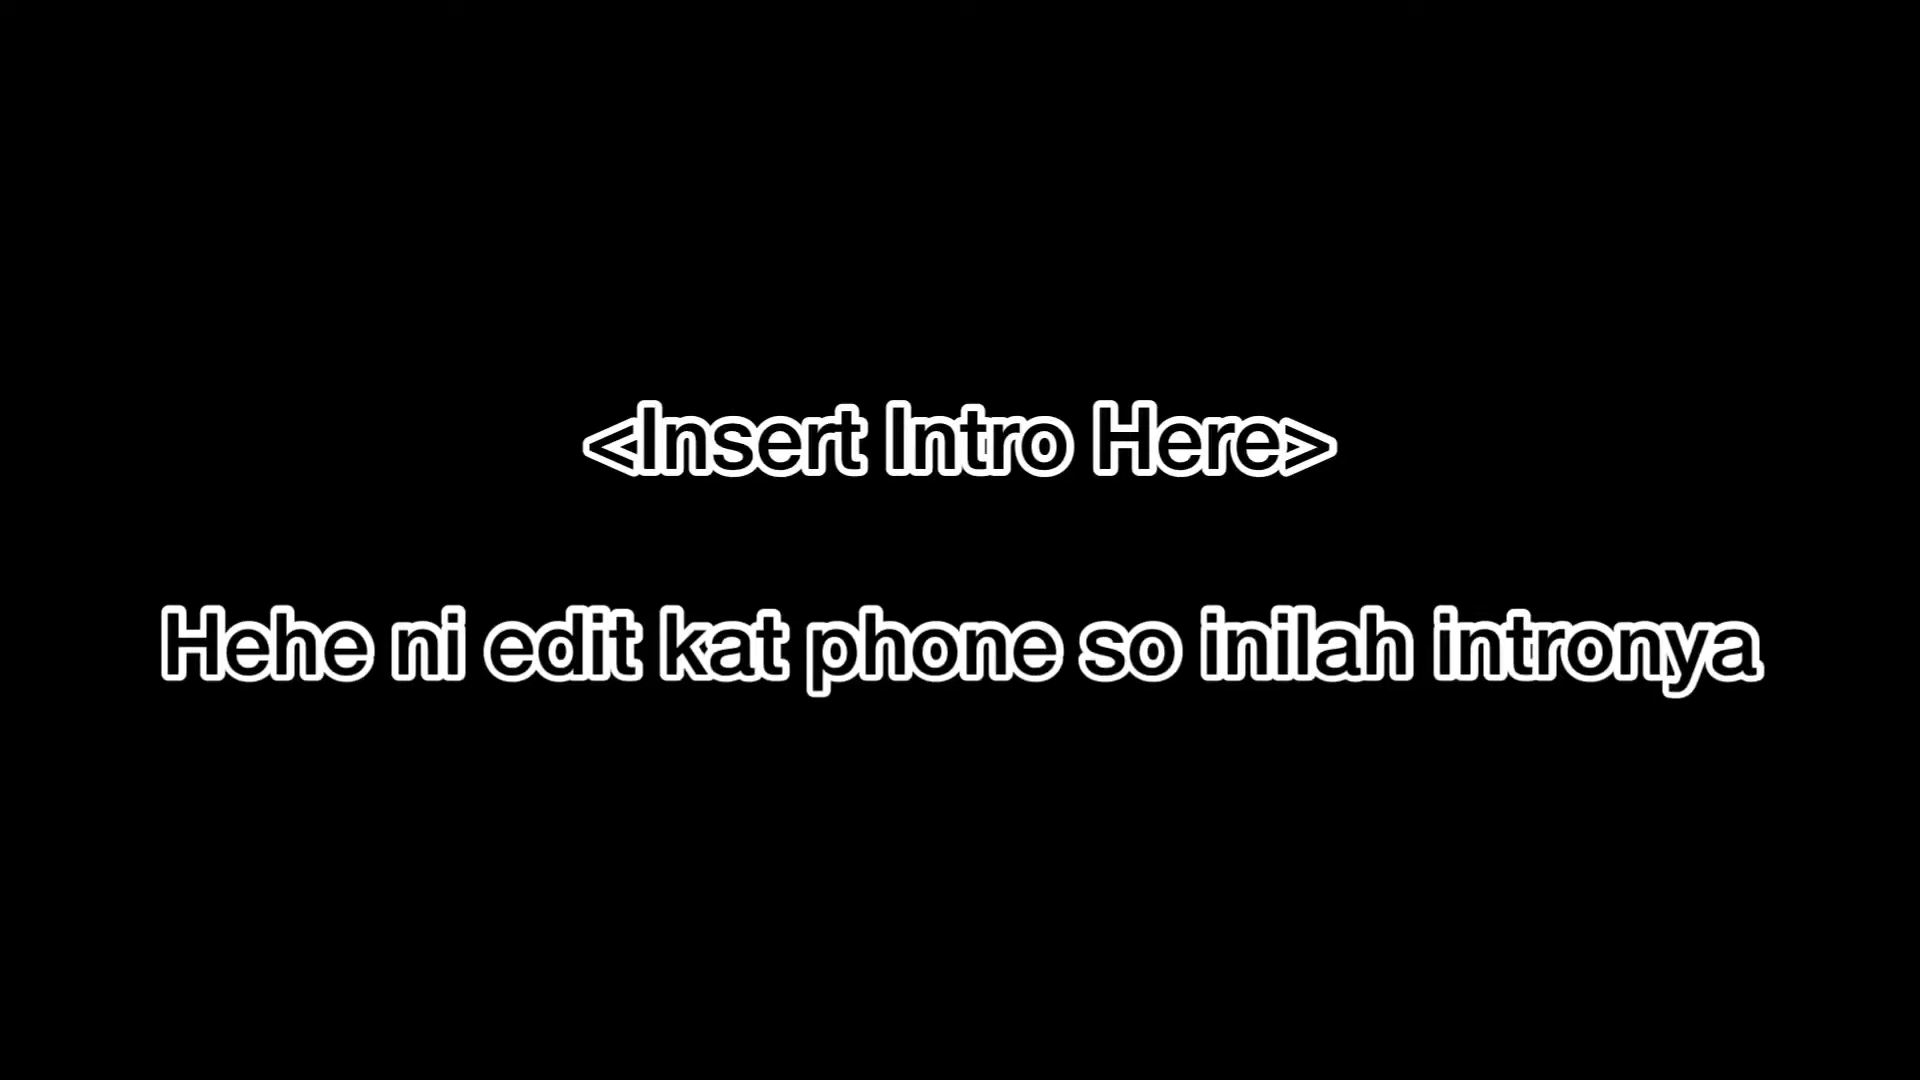 <Insert Intro Here>
Hehe ni edit kat phone so inilah intronya